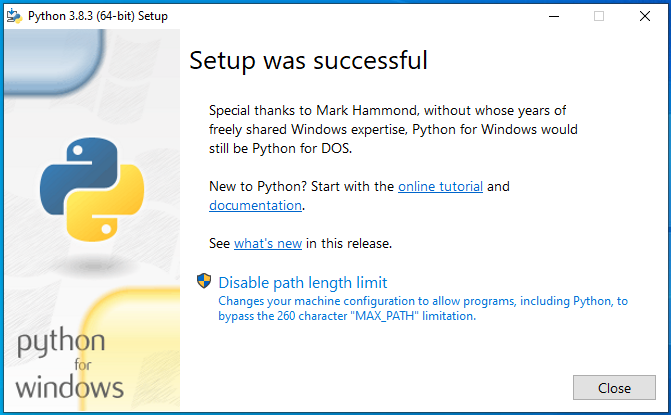 Python 3.8.3 (64-bit) Setup
Setup was successful
Special thanks to Mark Hammond, without whose years of
freely shared Windows expertise, Python for Windows would
still be Python for DOS.
New to Python? Start with the online tutorial and
documentation.
See what's new in this release.
Disable path length limit
Changes your machine configuration to allow programs, including Python, to
bypass the 260 character "MAX_PATH" limitation.
python
for
windows
Close